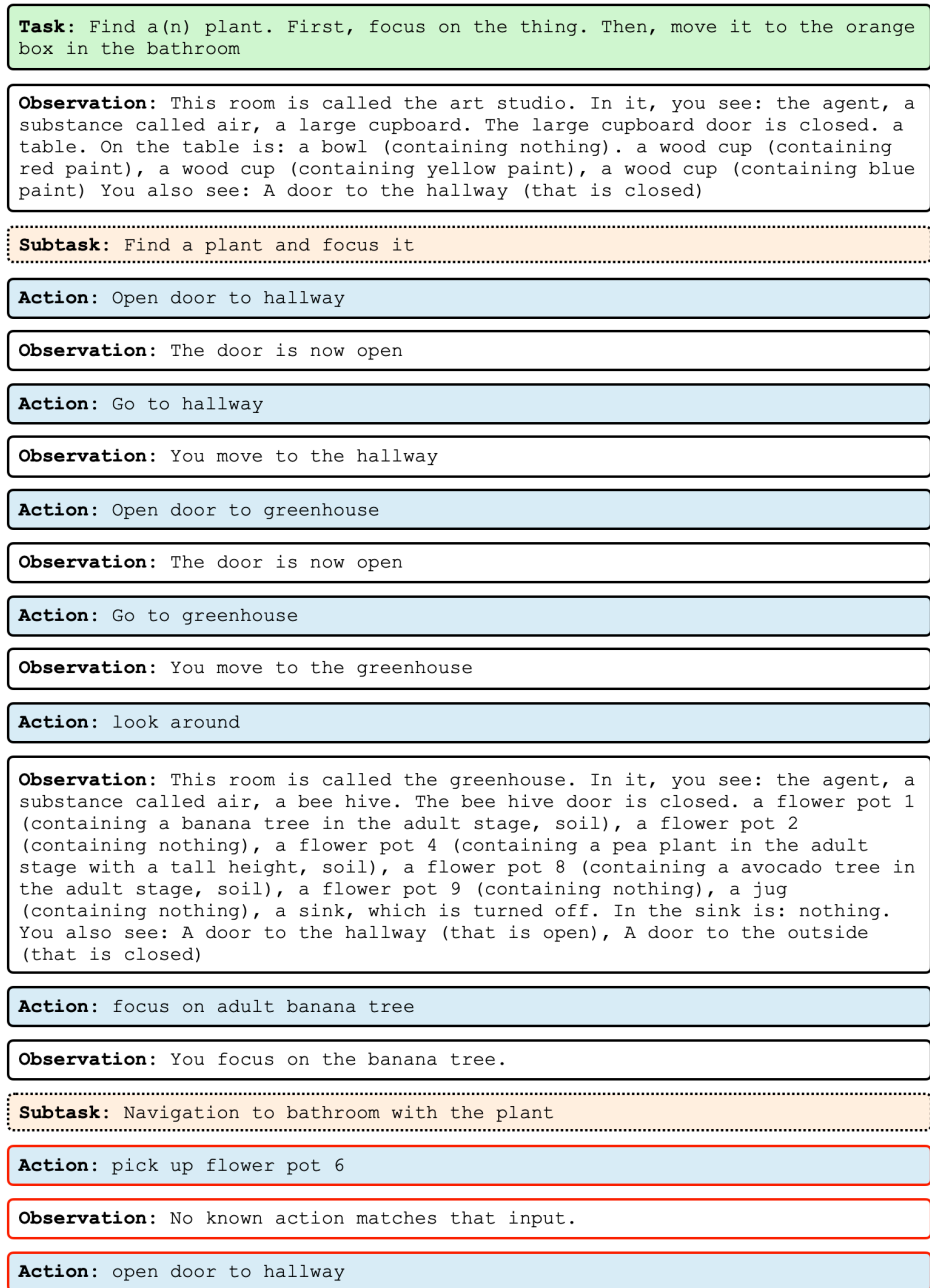 Task: Find a(n) plant. First, focus on the thing. Then, move it to the orange
box in the bathroom
Observation: This room is called the art studio. In it, you see: the agent, a
substance called air, a large cupboard. The large cupboard door is closed. a
table. On the table is: a bowl (containing nothing). a wood cup (containing
red paint), a wood cup (containing yellow paint), a wood cup (containing blue
paint) You also see: A door to the hallway (that is closed)
Subtask: Find a plant and focus it
Action: Open door to hallway
Observation: The door is now open
Action: Go to hallway
Observation: You move to the hallway
Action: Open door to greenhouse
Observation: The door is now open
Action: Go to greenhouse
Observation: You move to the greenhouse
Action: look around
Observation: This room is called the greenhouse. In it, you see: the agent, a
substance called air, a bee hive. The bee hive door is closed. a flower pot 1
(containing a banana tree in the adult stage, soil), a flower pot 2
(containing nothing), a flower pot 4 (containing a pea plant in the adult
stage with a tall height, soil), a flower pot 8 (containing a avocado tree in
the adult stage, soil), a flower pot 9 (containing nothing), a jug
(containing nothing), a sink, which is turned off. In the sink is: nothing.
You also see: A door to the hallway (that is open), A door to the outside
(that is closed)
Action: focus on adult banana tree
Observation: You focus on the banana tree.
Subtask: Navigation to bathroom with the plant
Action: pick up flower pot 6
Observation: No known action matches that input.
Action: open door to hallway